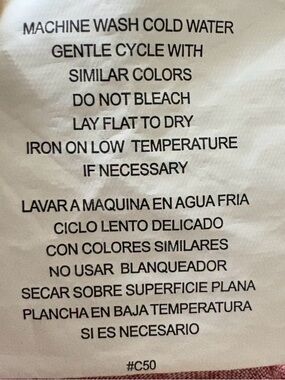 MACHINE WASH COLD WATER
GENTLE CYCLE WITH
SIMILAR COLORS
DO NOT BLEACH
LAY FLAT TO DRY
IRON ON LOW TEMPERATURE
IF NECESSARY
LAVAR A MAQUINA EN AGUA FRIA
CICLO LENTO DELICADO
CON COLORES SIMILARES
NO USAR BLANQUEADOR
SECAR SOBRE SUPERFICIE PLANA
PLANCHA EN BAJA TEMPERATURA
SI ES NECESARIO
#C50